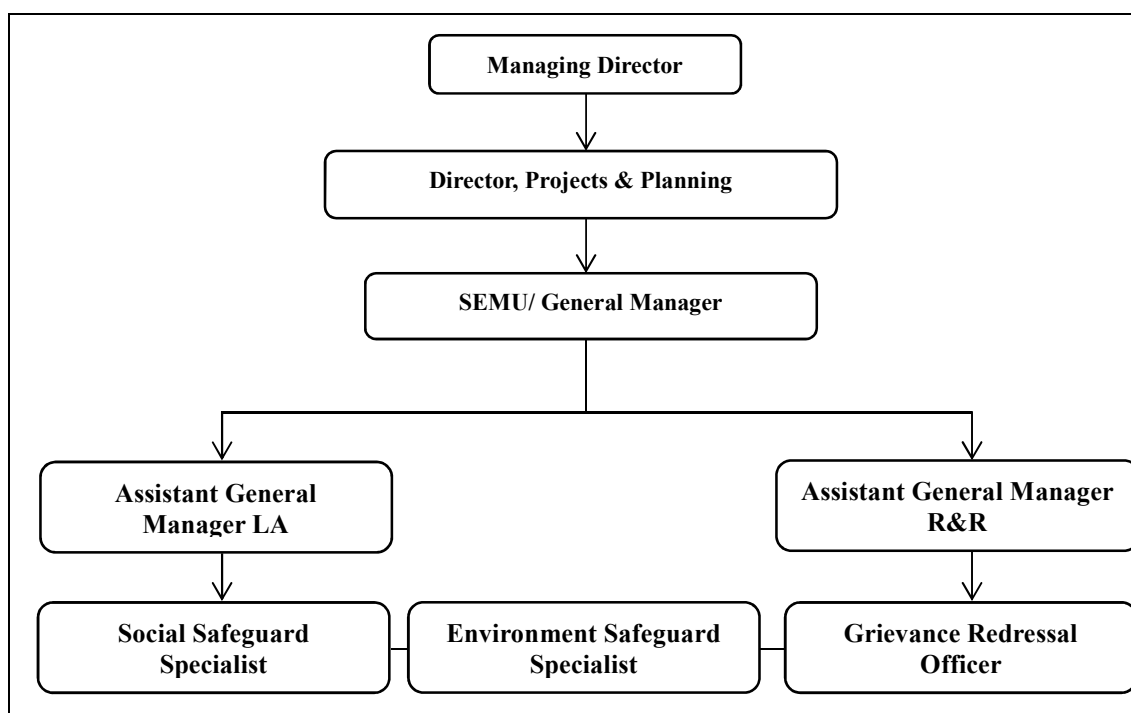 Managing Director
Director, Projects & Planning
SEMU/ General Manager
Assistant General
Manager LA
Assistant General Manager
R&R
Social Safeguard
Specialist
Environment Safeguard
Specialist
Grievance Redressal
Officer